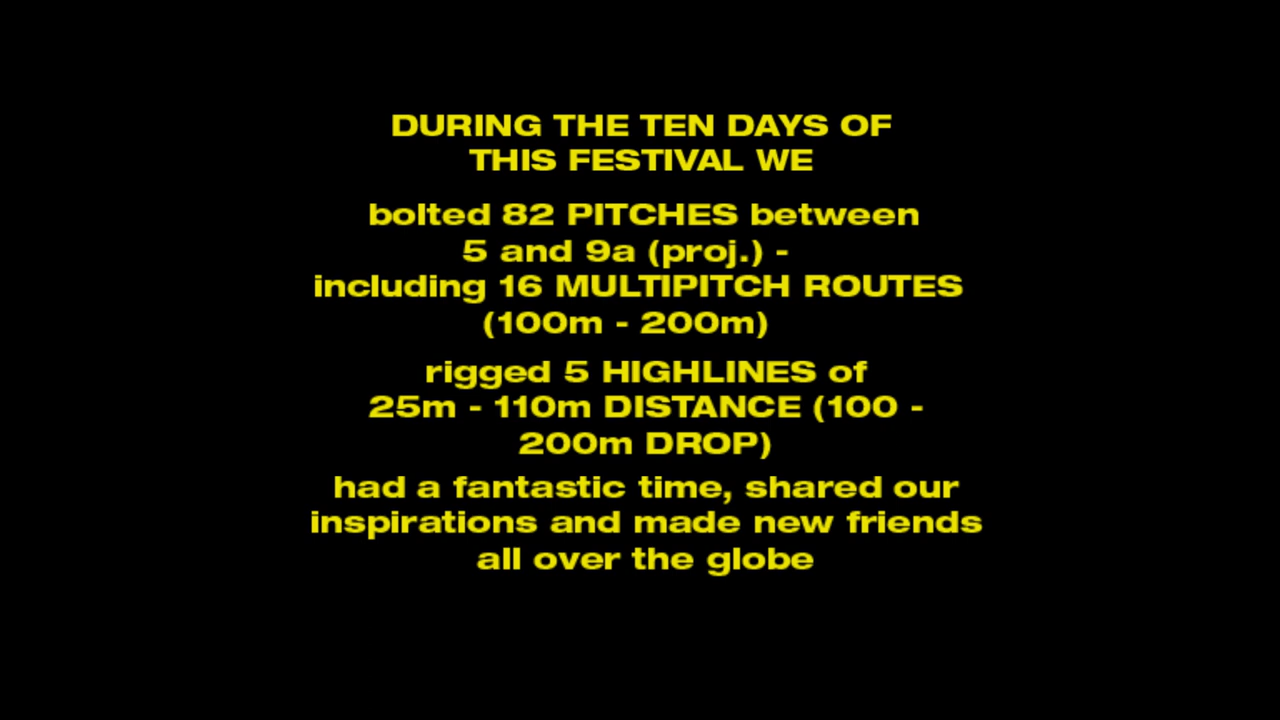 DURING THE TEN DAYS OF
THIS FESTIVAL WE
bolted 82 PITCHES between
5 and 9a (proj.) -
including 16 MULTIPITCH ROUTES
(100m - 200m)
rigged 5 HIGHLINES of
25m - 110m DISTANCE (100 -
200m DROP)
had a fantastic time, shared our
inspirations and made new friends
all over the globe